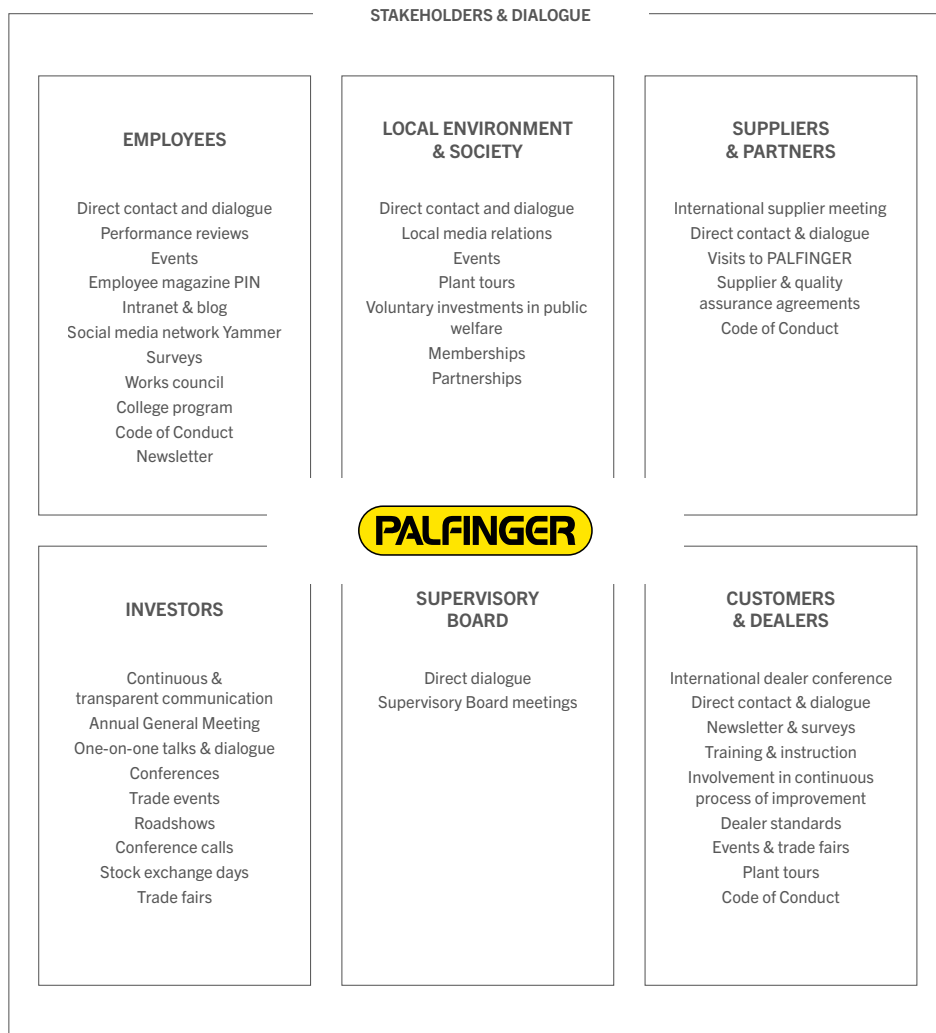 STAKEHOLDERS & DIALOGUE
EMPLOYEES
Direct contact and dialogue
Performance reviews
Events
Employee magazine PIN
Intranet & blog
Social media network Yammer
Surveys
Works council
College program
Code of Conduct
Newsletter
LOCAL ENVIRONMENT
& SOCIETY
Direct contact and dialogue
Local media relations
Events
Plant tours
Voluntary investments in public
welfare
Memberships
Partnerships
SUPPLIERS
& PARTNERS
International supplier meeting
Direct contact & dialogue
Visits to PALFINGER
Supplier & quality
assurance agreements
Code of Conduct
PALFINGER
INVESTORS
Continuous &
transparent communication
Annual General Meeting
One-on-one talks & dialogue
Conferences
Trade events
Roadshows
Conference calls
Stock exchange days
Trade fairs
SUPERVISORY
BOARD
Direct dialogue
Supervisory Board meetings
CUSTOMERS
& DEALERS
International dealer conference
Direct contact & dialogue
Newsletter & surveys
Training & instruction
Involvement in continuous
process of improvement
Dealer standards
Events & trade fairs
Plant tours
Code of Conduct